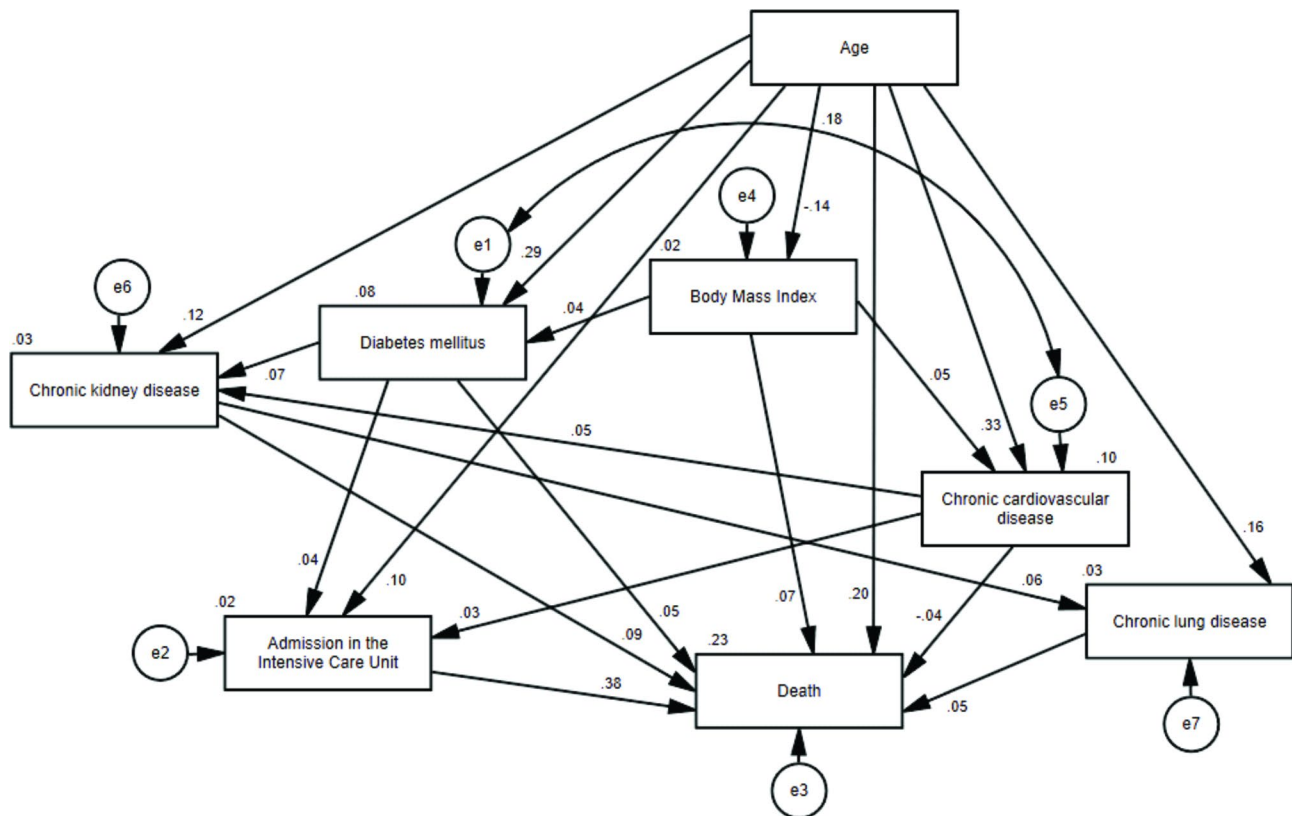 Age
.18
e4
-.14
e1
.29
.02
e6
Body Mass Index
.08
.04
.12
.03
Diabetes mellitus
Chronic kidney disease
.07
.05
e5
.33
.05
.10
Chronic cardiovascular
disease
.16
.04
.10
.06
.03
.02
.03
.05
.07
.20
-.04
Chronic lung disease
e2
Admission in the
Intensive Care Unit
.09
.23
.38
Death
.05
e7
e3